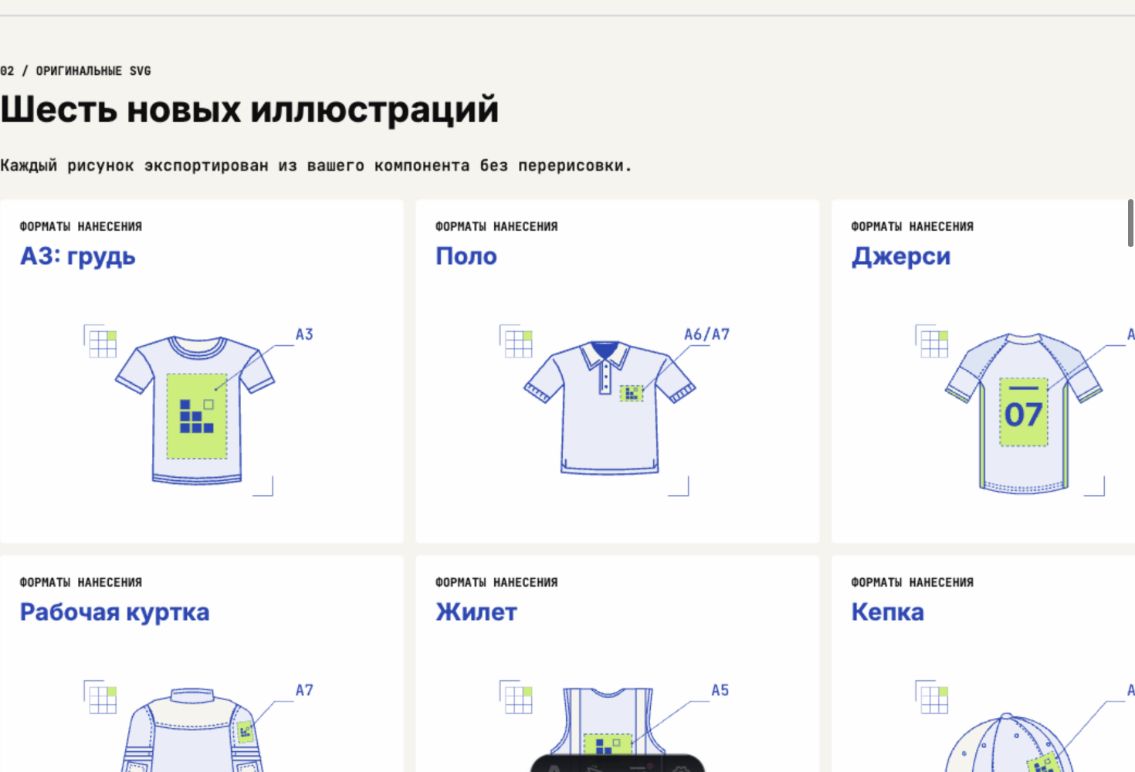 02 / ОРИГИНАЛЬНЫЕ SVG
Шесть новых иллюстраций
Каждый рисунок экспортирован из вашего компонента без перерисовки.
ФОРМАТЫ НАНЕСЕНИЯ
А3: грудь
A3
ФОРМАТЫ НАНЕСЕНИЯ
Поло
A6/A7
ФОРМАТЫ НАНЕСЕНИЯ
Джерси
07
ФОРМАТЫ НАНЕСЕНИЯ
Рабочая куртка
A7
ФОРМАТЫ НАНЕСЕНИЯ
Жилет
A5
ФОРМАТЫ НАНЕСЕНИЯ
Кепка